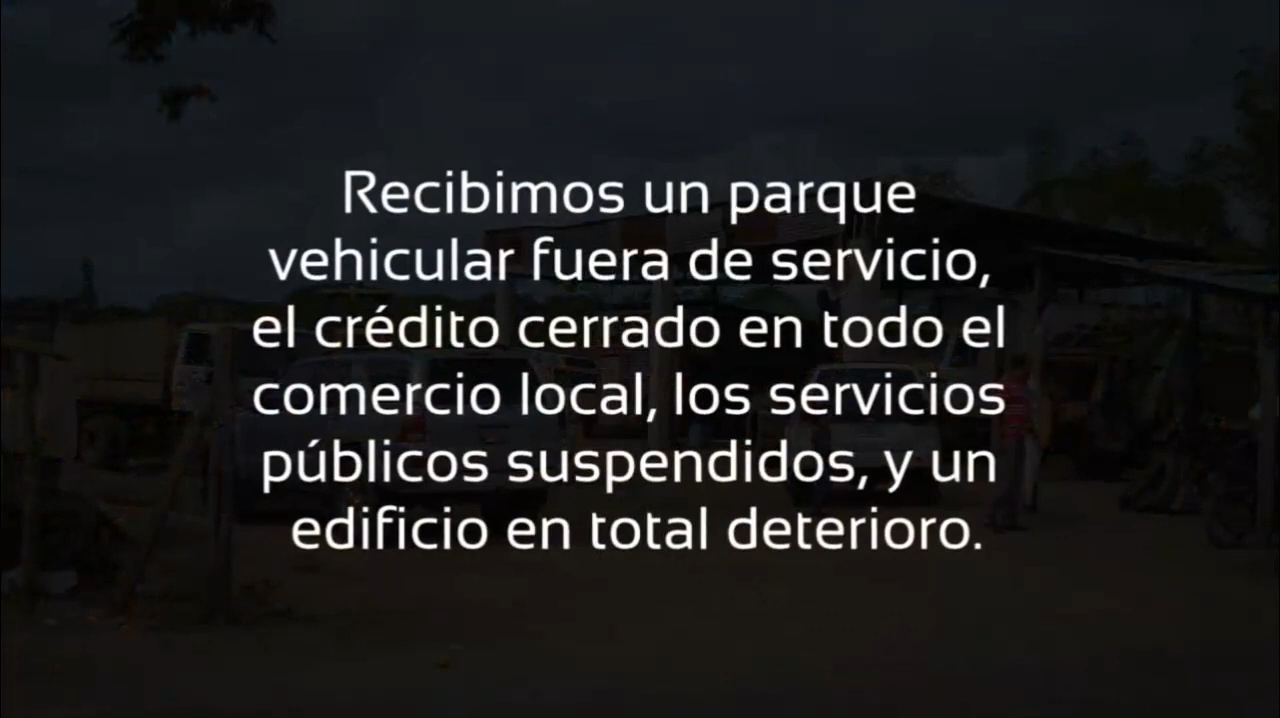 Recibimos un parque
vehicular fuera de servicio,
el crédito cerrado en todo el
comercio local, los servicios
públicos suspendidos, y un
edificio en total deterioro.